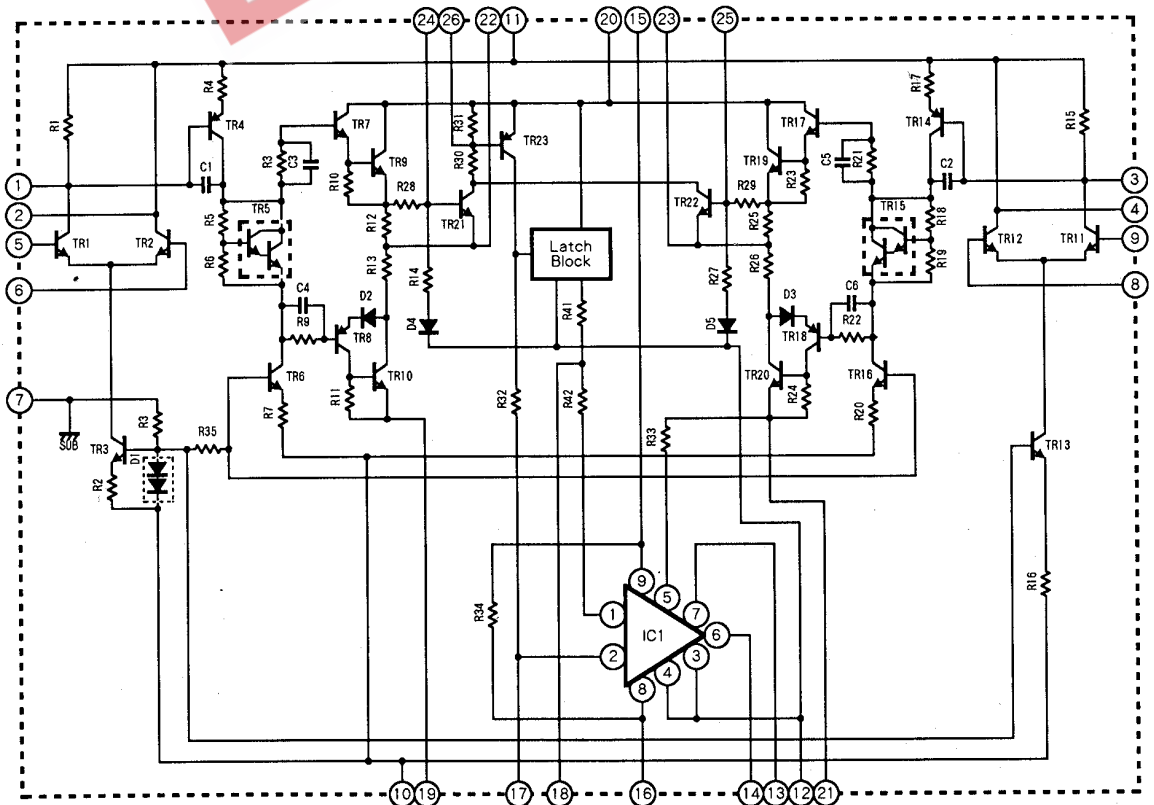 24 26 22 11 20 15 23 25
R4 R17
R1 TR4 TR7 R31 TR23 TR17 TR14 R15
R3 C3 R30 C5 R21
C1 TR9 TR19 C2
1 R10 R28 R29 R23 3
2 R5 TR5 R12 TR21 TR22 R25 TR15 R18 4
5 TR1 TR2 TR12 TR11 9
R6 R13 Latch R26 R19
Block
6 R14 R27 8
C4 D2 D3 C6
R9 D4 R41 D5 R22
TR8 TR18
TR6 TR10 TR20 TR16
7 R7 R11 R32 R42 R24 R20
R3 R35 R33
SUB
TR3 D1 TR13
R2
9 5
R34 1 7 R16
IC1 6
2 3
4
8
10 19 17 18 16 14 13 12 21